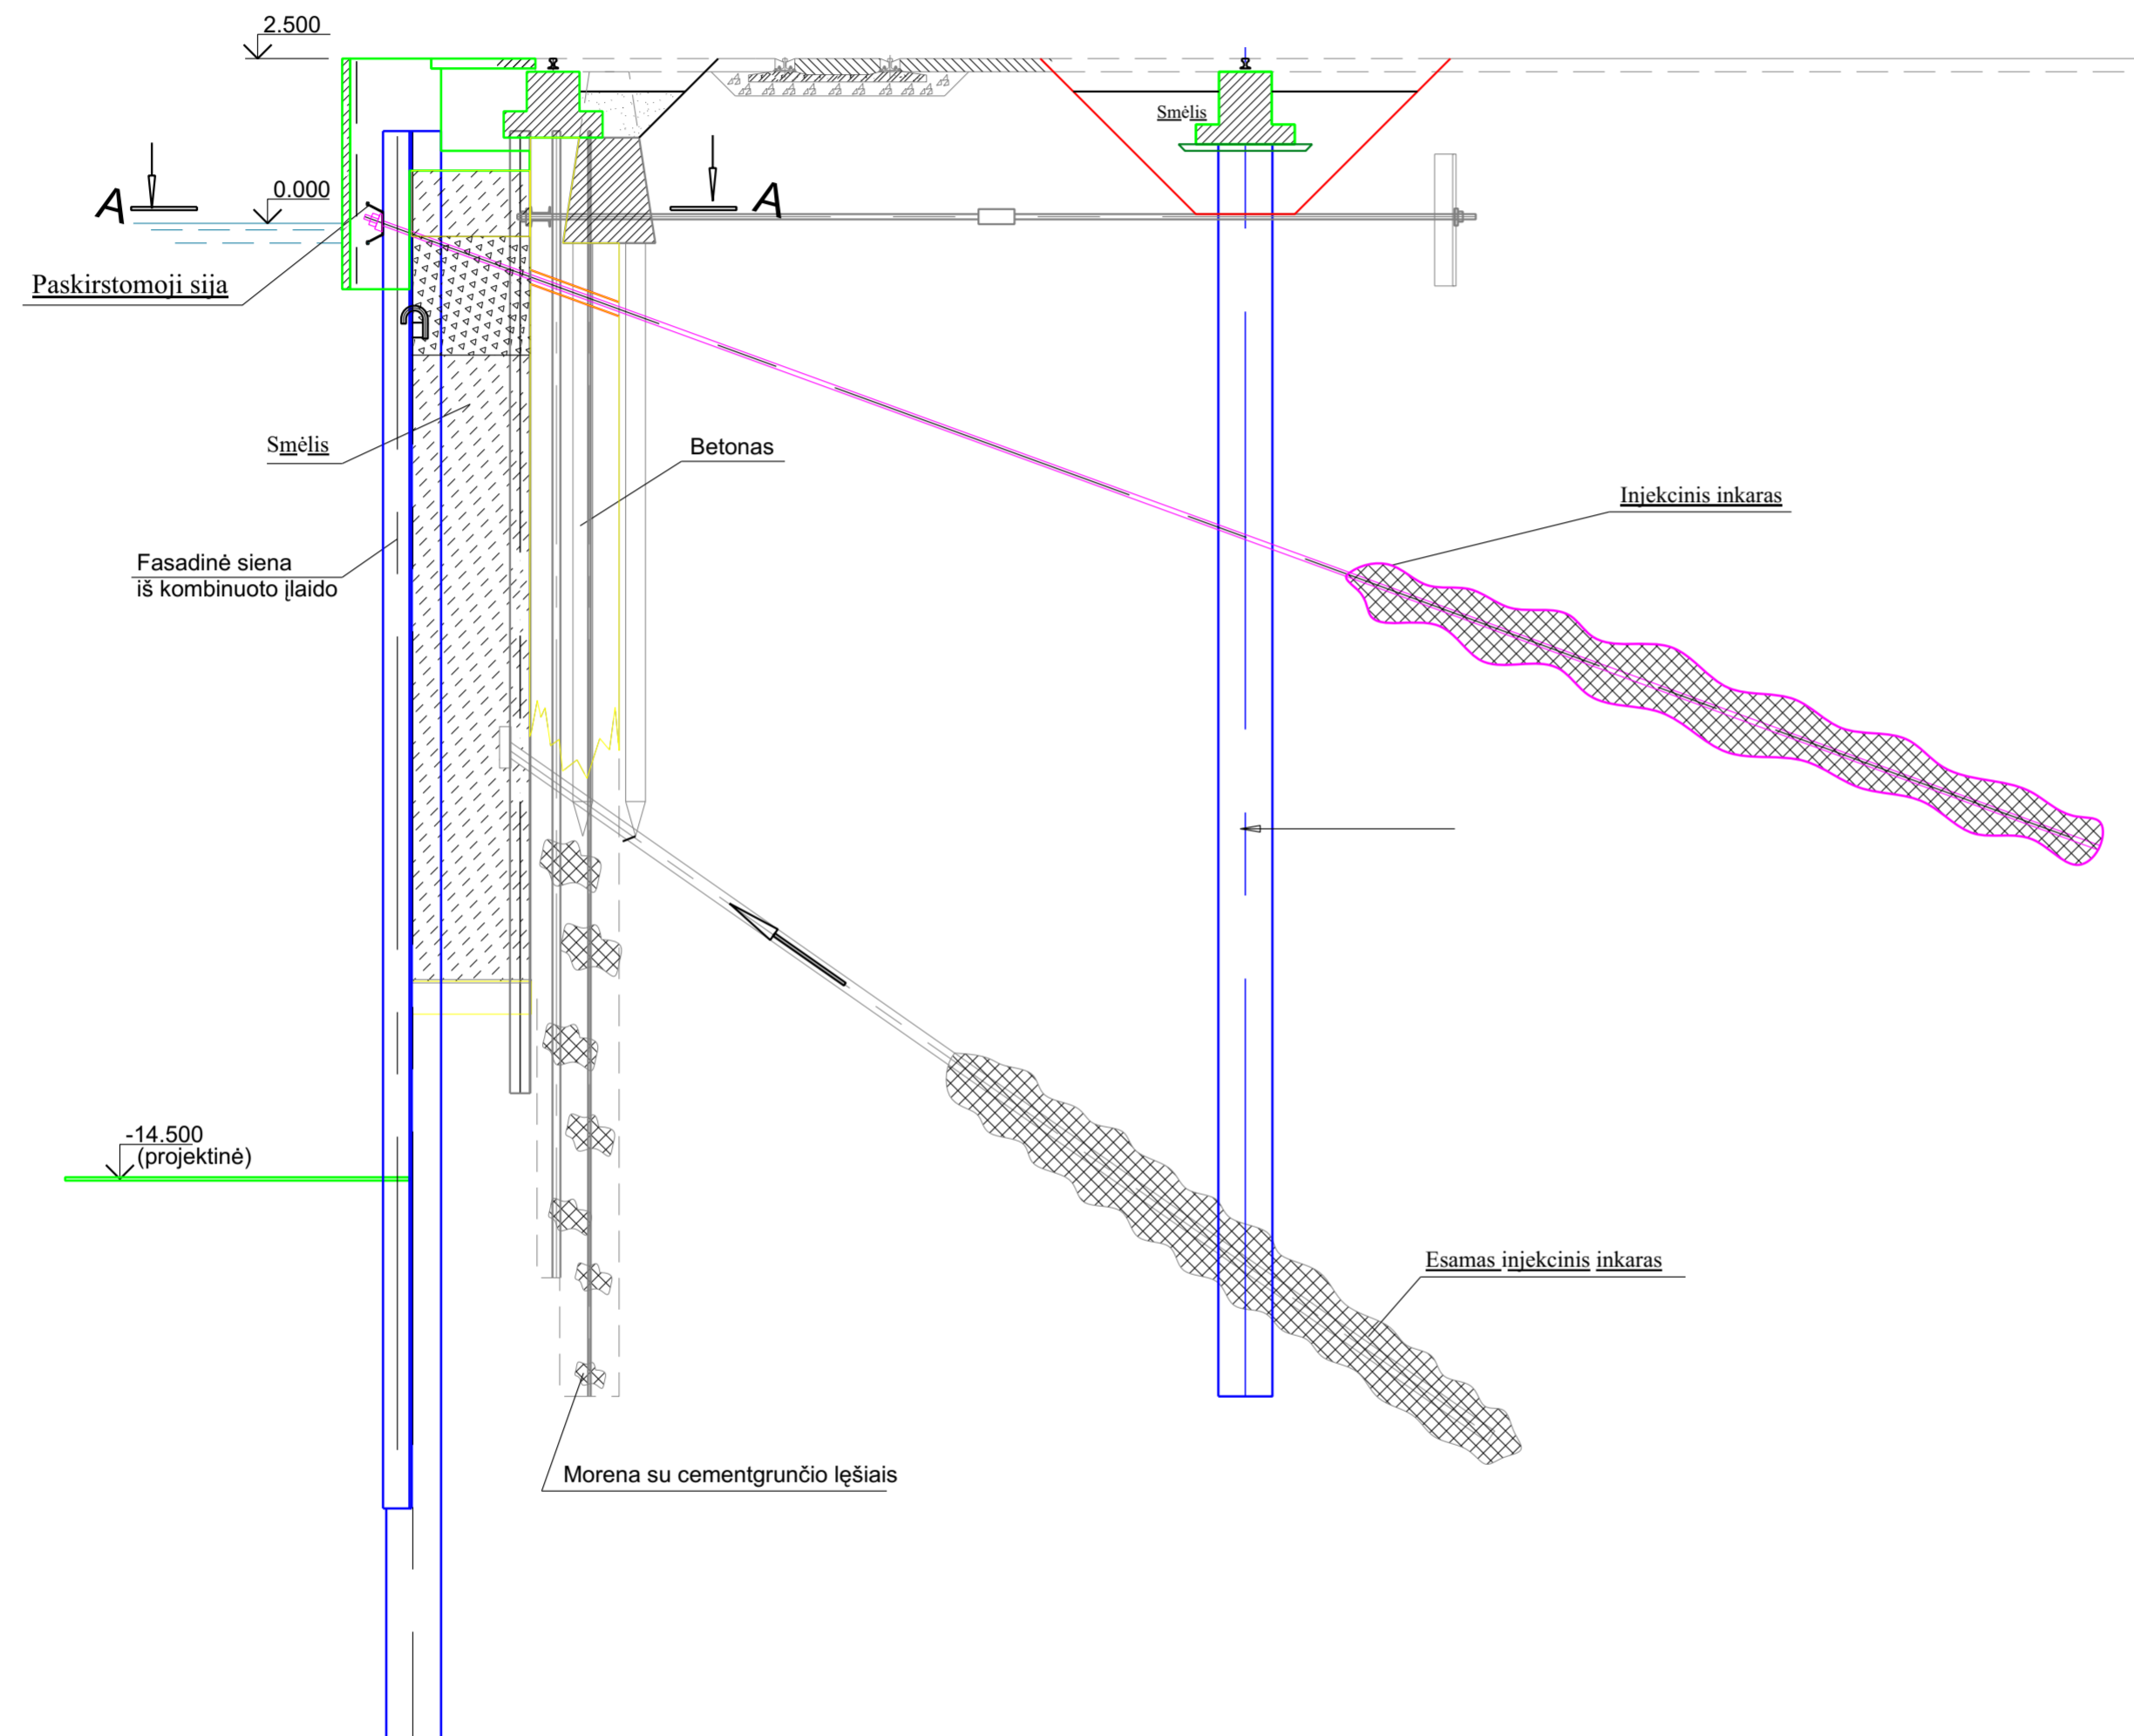 2.500
A
0.000
A
Smėlis
Paskirstomoji sija
Smėlis
Betonas
Injekcinis inkaras
Fasadinė siena
iš kombinuoto įlaido
-14.500
(projektinė)
Esamas injekcinis inkaras
Morena su cementgrunčio lęšiais